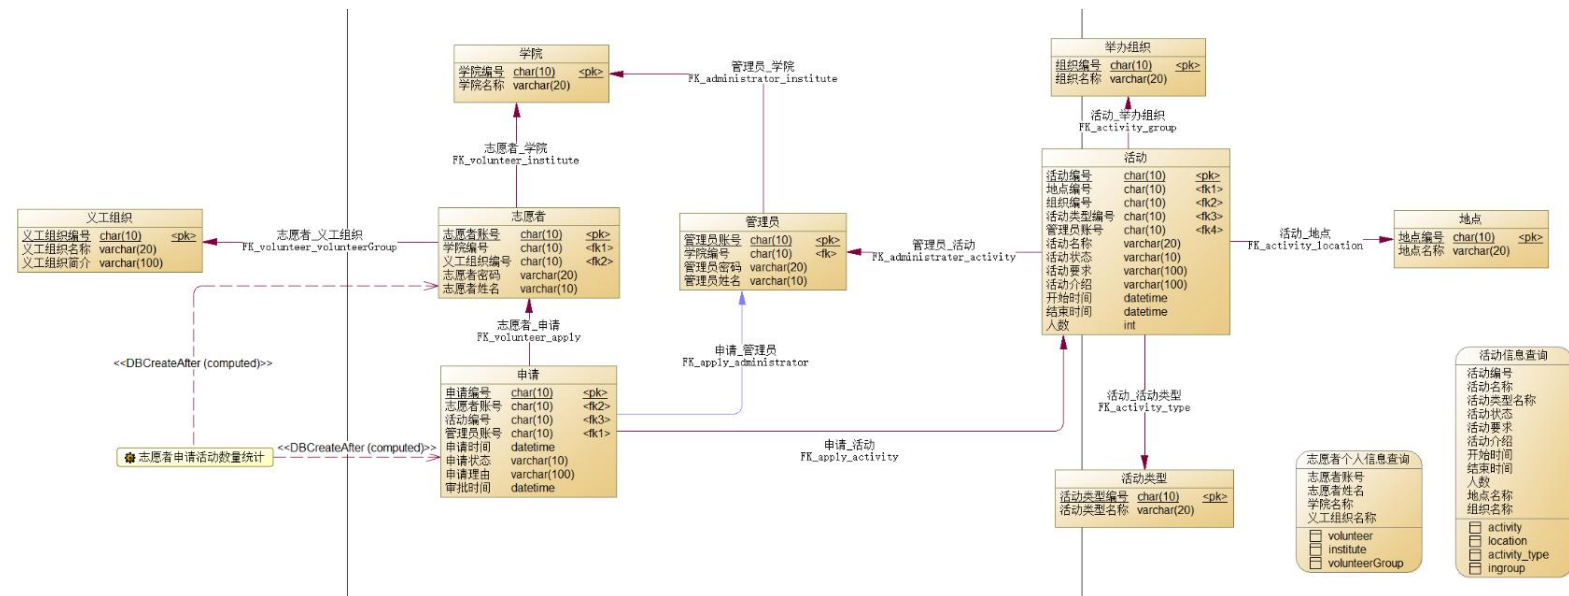 学院
学院编号 char(10) <pk>
学院名称 varchar(20)
管理员_学院
FK_administrator_institute
举办组织
组织编号 char(10) <pk>
组织名称 varchar(20)
活动_举办组织
FK_activity_group
志愿者_学院
FK_volunteer_institute
义工组织
义工组织编号 char(10) <pk>
义工组织名称 varchar(20)
义工组织简介 varchar(100)
志愿者_义工组织
FK_volunteer_volunteerGroup
志愿者
志愿者账号 char(10) <pk>
学院编号 char(10) <fk1>
义工组织编号 char(10) <fk2>
志愿者密码 varchar(20)
志愿者姓名 varchar(10)
管理员
管理员账号 char(10) <pk>
学院编号 char(10) <fk>
管理员密码 varchar(20)
管理员姓名 varchar(10)
管理员_活动
FK_administrater_activity
活动
活动编号 char(10) <pk>
地点编号 char(10) <fk1>
组织编号 char(10) <fk2>
活动类型编号 char(10) <fk3>
管理员账号 char(10) <fk4>
活动名称 varchar(20)
活动状态 varchar(10)
活动要求 varchar(100)
活动介绍 varchar(100)
开始时间 datetime
结束时间 datetime
人数 int
活动_地点
FK_activity_location
地点
地点编号 char(10) <pk>
地点名称 varchar(20)
志愿者_申请
FK_volunteer_apply
申请_管理员
FK_apply_administrator
<<DBCreateAfter (computed)>>
申请
申请编号 char(10) <pk>
志愿者账号 char(10) <fk2>
活动编号 char(10) <fk3>
管理员账号 char(10) <fk1>
申请时间 datetime
申请状态 varchar(10)
申请理由 varchar(100)
审批时间 datetime
<<DBCreateAfter (computed)>>
志愿者申请活动数量统计
申请_活动
FK_apply_activity
活动_活动类型
FK_activity_type
活动类型
活动类型编号 char(10) <pk>
活动类型名称 varchar(20)
志愿者个人信息查询
志愿者账号
志愿者姓名
学院名称
义工组织名称
volunteer
institute
volunteerGroup
活动信息查询
活动编号
活动名称
活动类型名称
活动状态
活动要求
活动介绍
开始时间
结束时间
人数
地点名称
组织名称
activity
location
activity_type
ingroup